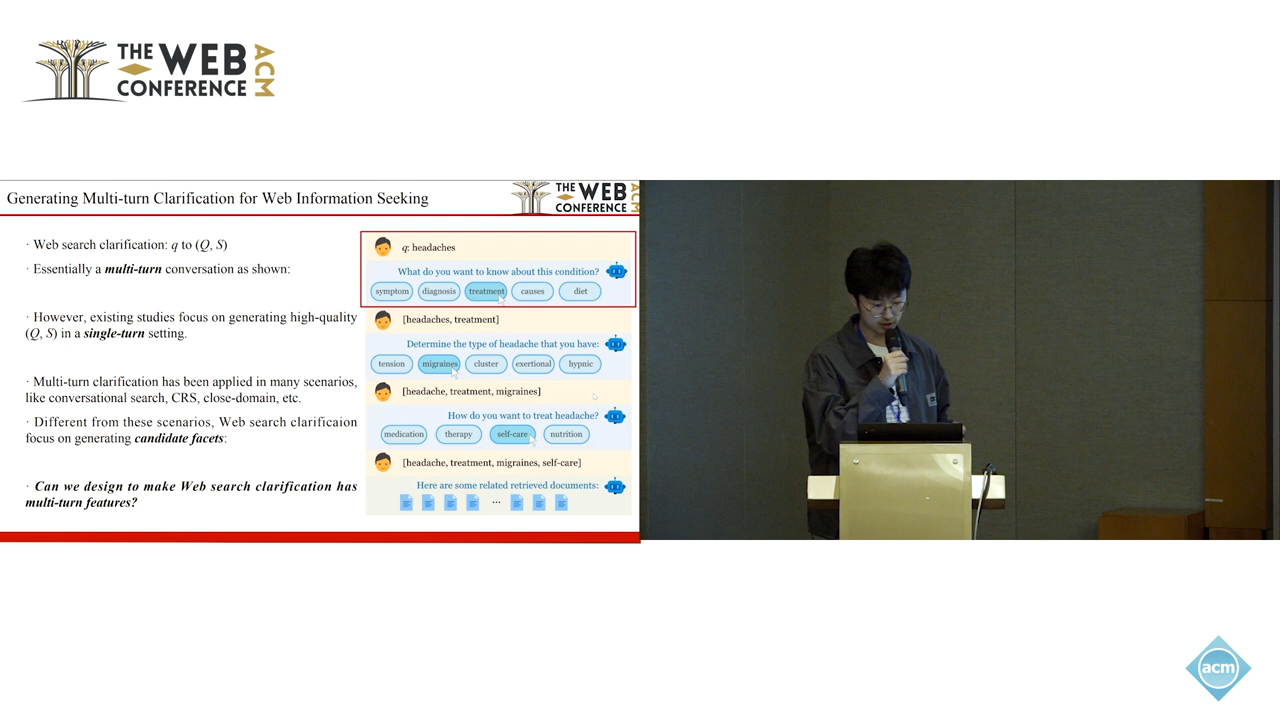 THE WEB
CONFERENCE
ACM
Generating Multi-turn Clarification for Web Information Seeking
THE WEB
CONFERENCE
ACM
· Web search clarification: q to (Q, S)
· Essentially a multi-turn conversation as shown:
· However, existing studies focus on generating high-quality
(Q, S) in a single-turn setting.
· Multi-turn clarification has been applied in many scenarios,
like conversational search, CRS, close-domain, etc.
· Different from these scenarios, Web search clarificaion
focus on generating candidate facets:
· Can we design to make Web search clarification has
multi-turn features?
q: headaches
What do you want to know about this condition?
symptom diagnosis treatment causes diet
[headaches, treatment]
Determine the type of headache that you have:
tension migraines cluster exertional hypnic
[headache, treatment, migraines]
How do you want to treat headache?
medication therapy self-care nutrition
[headache, treatment, migraines, self-care]
Here are some related retrieved documents:
...
acm